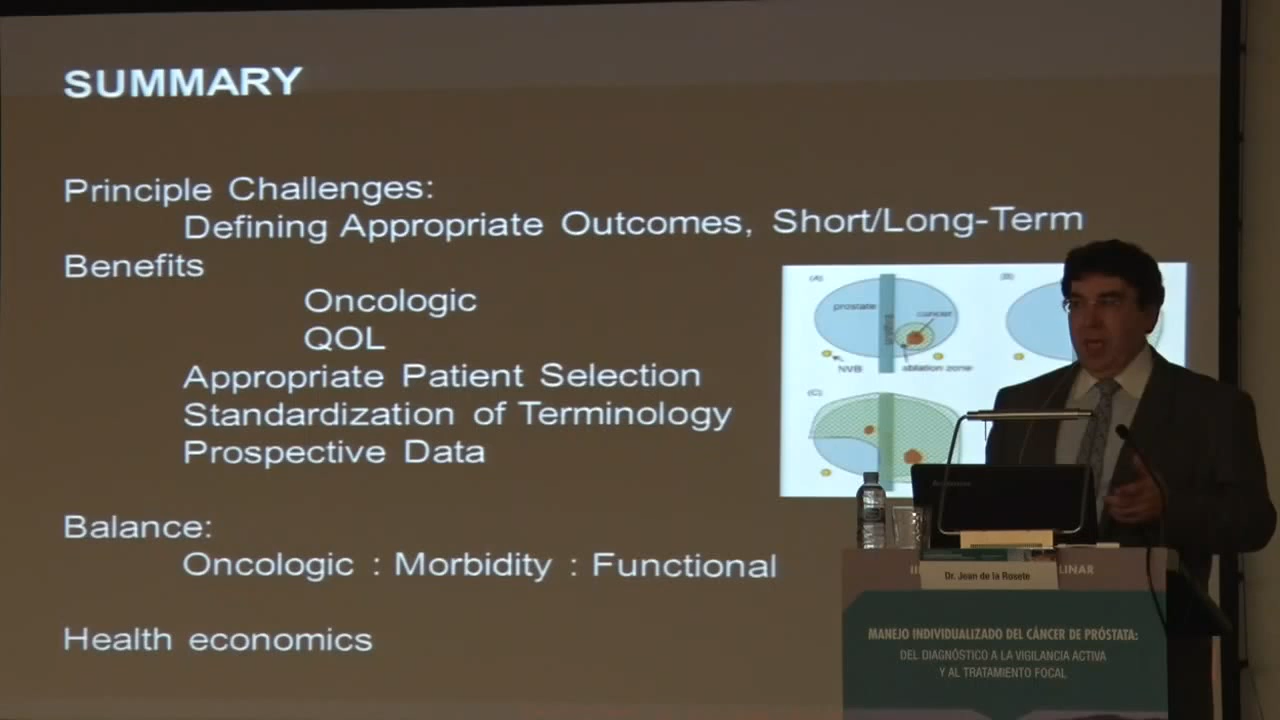 SUMMARY
Principle Challenges:
Defining Appropriate Outcomes, Short/Long-Term
Benefits
Oncologic
QOL
Appropriate Patient Selection
Standardization of Terminology
Prospective Data
Balance:
Oncologic : Morbidity : Functional
Health economics
(A)
(B)
prostate
cancer
NVB
ablation zone
(C)
Dr. Jean de la Rosete
LINAR
MANEJO INDIVIDUALIZADO DEL CÁNCER DE PRÓSTATA:
DEL DIAGNÓSTICO A LA VIGILANCIA ACTIVA
Y AL TRATAMIENTO FOCAL